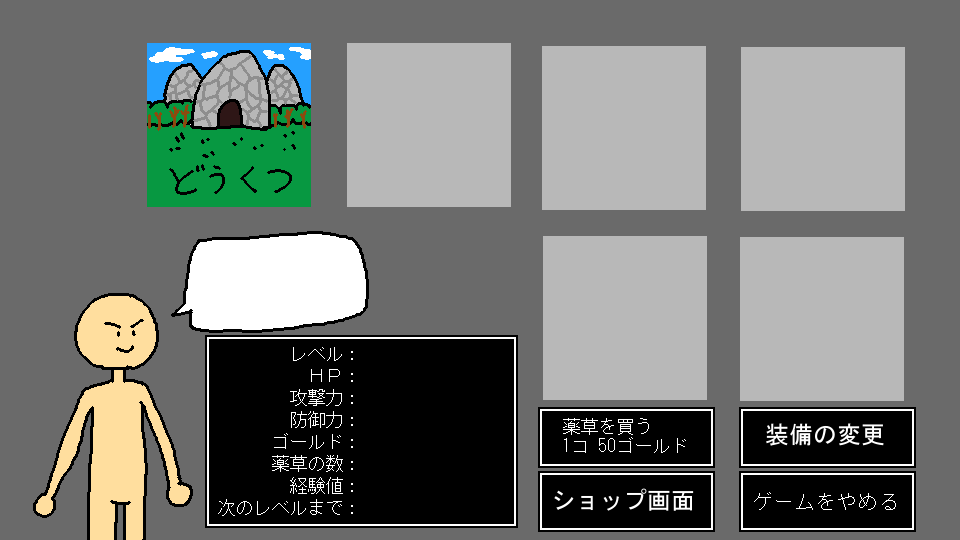 どうくつ
レベル：
ＨＰ：
攻撃力：
防御力：
ゴールド：
薬草の数：
経験値：
次のレベルまで：
薬草を買う
1コ 50ゴールド
装備の変更
ショップ画面
ゲームをやめる